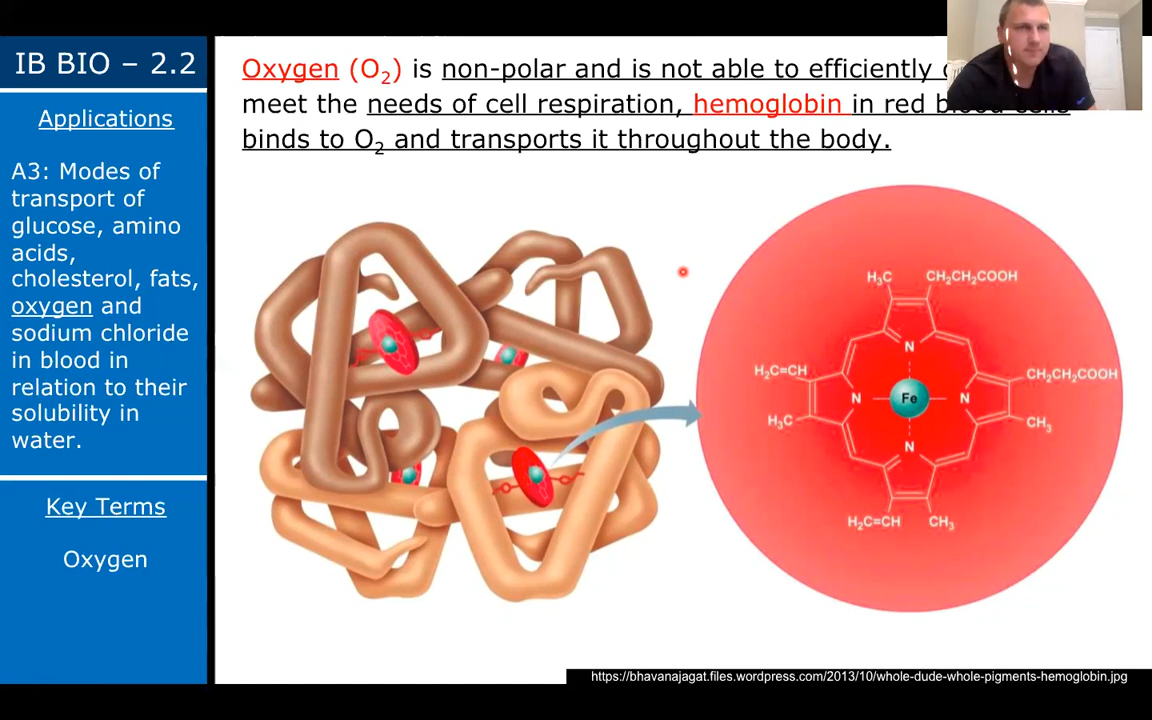 IB BIO – 2.2
Applications
A3: Modes of
transport of
glucose, amino
acids,
cholesterol, fats,
oxygen and
sodium chloride
in blood in
relation to their
solubility in
water.
Key Terms
Oxygen
Oxygen (O₂) is non-polar and is not able to efficiently
meet the needs of cell respiration, hemoglobin in red blood cells
binds to O₂ and transports it throughout the body.
H₃C
CH₂CH₂COOH
N
H₂C=CH
CH₂CH₂COOH
N
Fe
N
H₃C
CH₃
N
H₂C=CH
CH₃
https://bhavanajagat.files.wordpress.com/2013/10/whole-dude-whole-pigments-hemoglobin.jpg